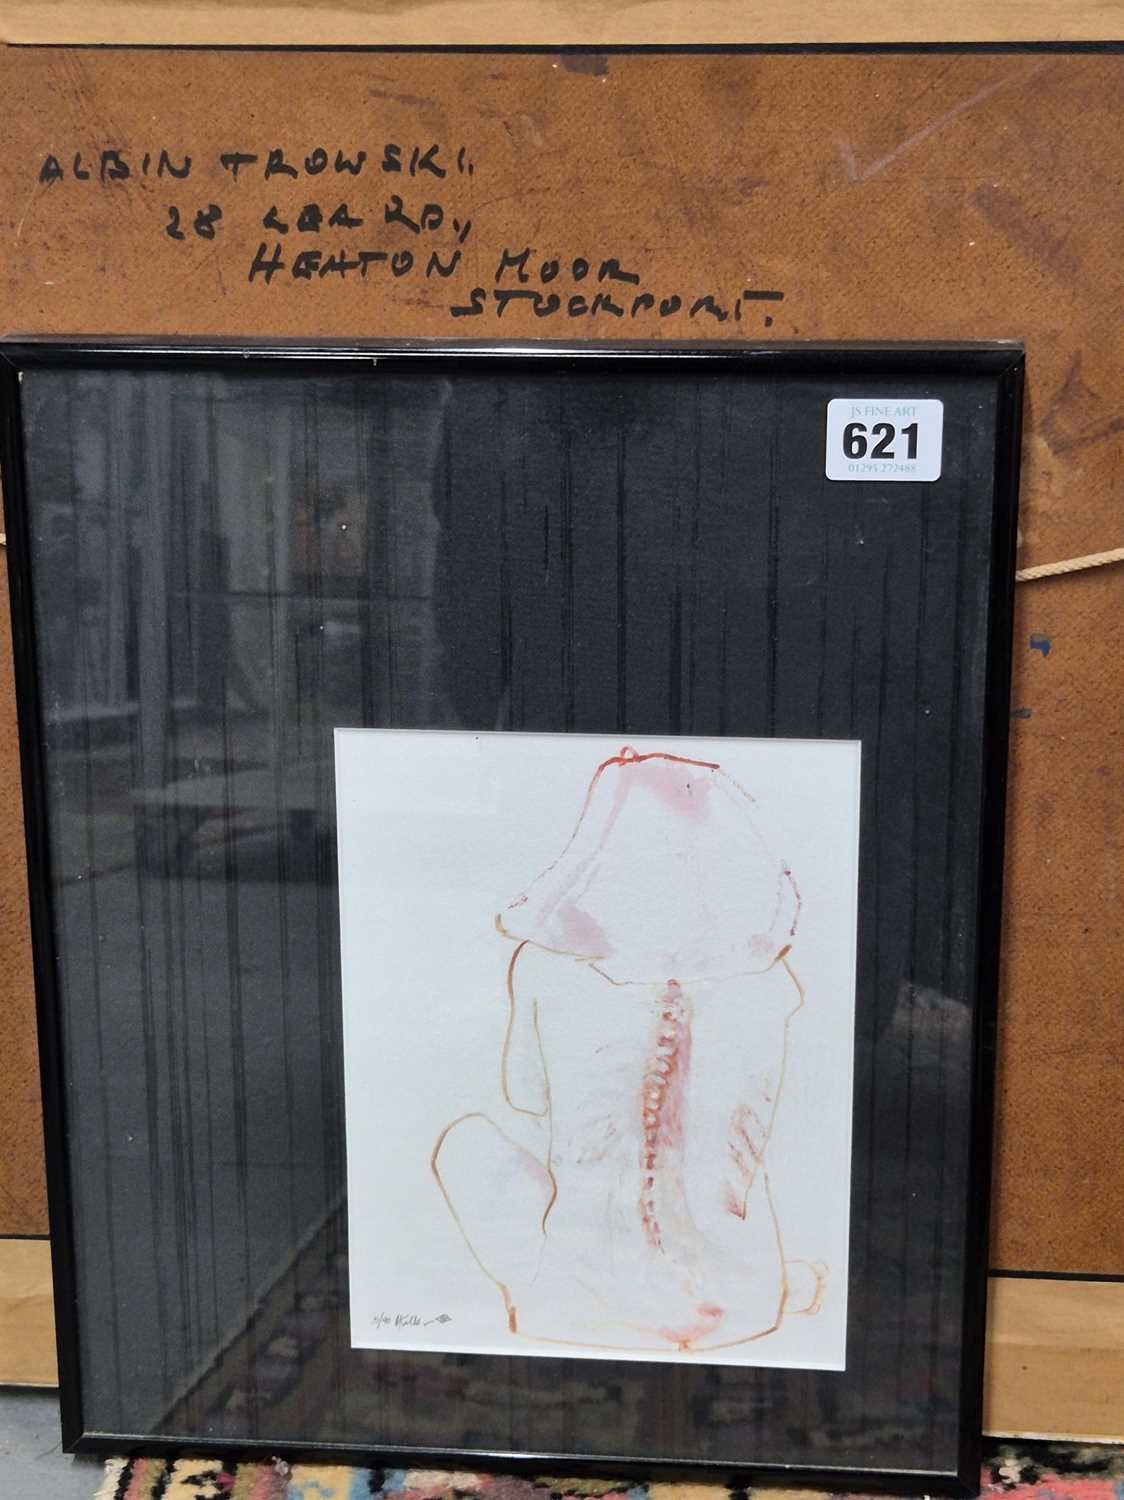 ALBIN TROWSKI.
28 LEA RD.,
HEATON MOOR
STOCKPORT.
JS FINE ART
621
01295 272488